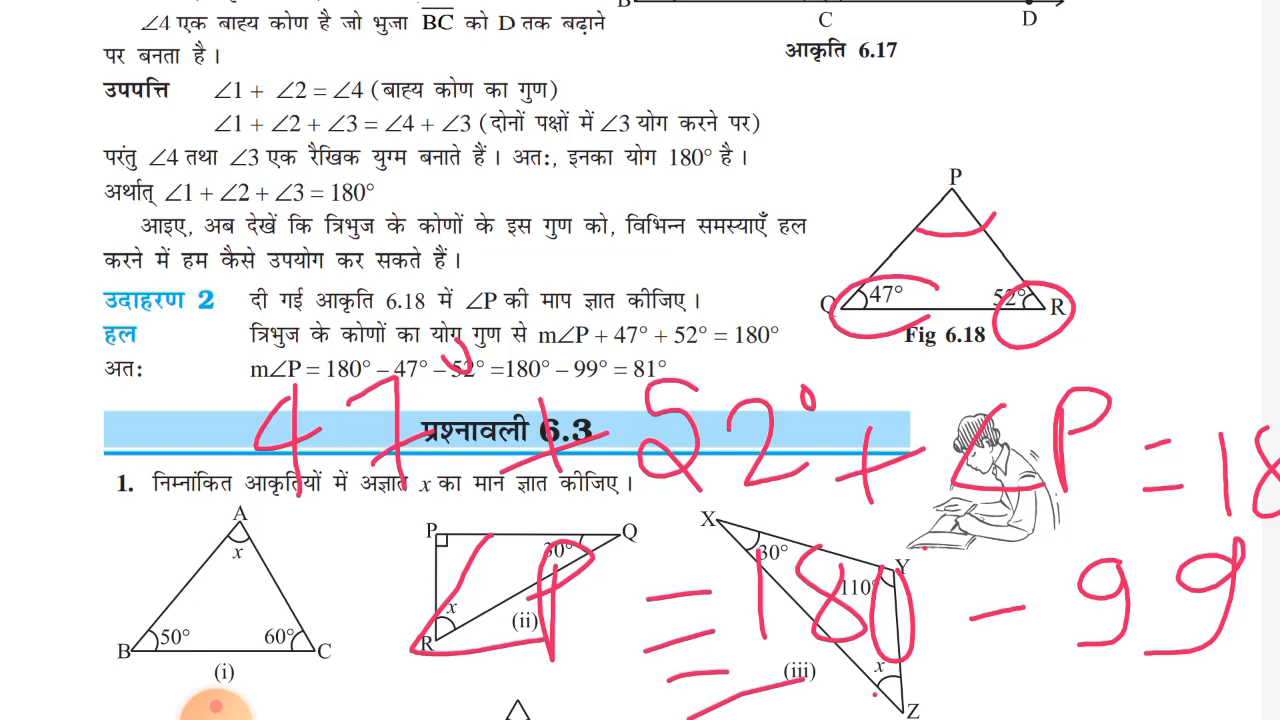 B C D
∠4 एक बाह्य कोण है जो भुजा BC को D तक बढ़ाने
पर बनता है।
आकृति 6.17
उपपत्ति ∠1 + ∠2 = ∠4 (बाह्य कोण का गुण)
∠1 + ∠2 + ∠3 = ∠4 + ∠3 (दोनों पक्षों में ∠3 योग करने पर)
परंतु ∠4 तथा ∠3 एक रैखिक युग्म बनाते हैं। अतः, इनका योग 180° है।
अर्थात् ∠1 + ∠2 + ∠3 = 180°
आइए, अब देखें कि त्रिभुज के कोणों के इस गुण को, विभिन्न समस्याएँ हल
करने में हम कैसे उपयोग कर सकते हैं।
P
Q 47° 52° R
Fig 6.18
उदाहरण 2 दी गई आकृति 6.18 में ∠P की माप ज्ञात कीजिए।
हल त्रिभुज के कोणों का योग गुण से m∠P + 47° + 52° = 180°
अतः m∠P = 180° – 47° – 52° =180° – 99° = 81°
47° + 52° + ∠P = 18
प्रश्नावली 6.3
1. निम्नांकित आकृतियों में अज्ञात x का मान ज्ञात कीजिए।
A x B 50° 60° C
(i)
P Q 30° x R
(ii)
X 30° Y 110° x Z
(iii)
∠P = 180 - 99
=